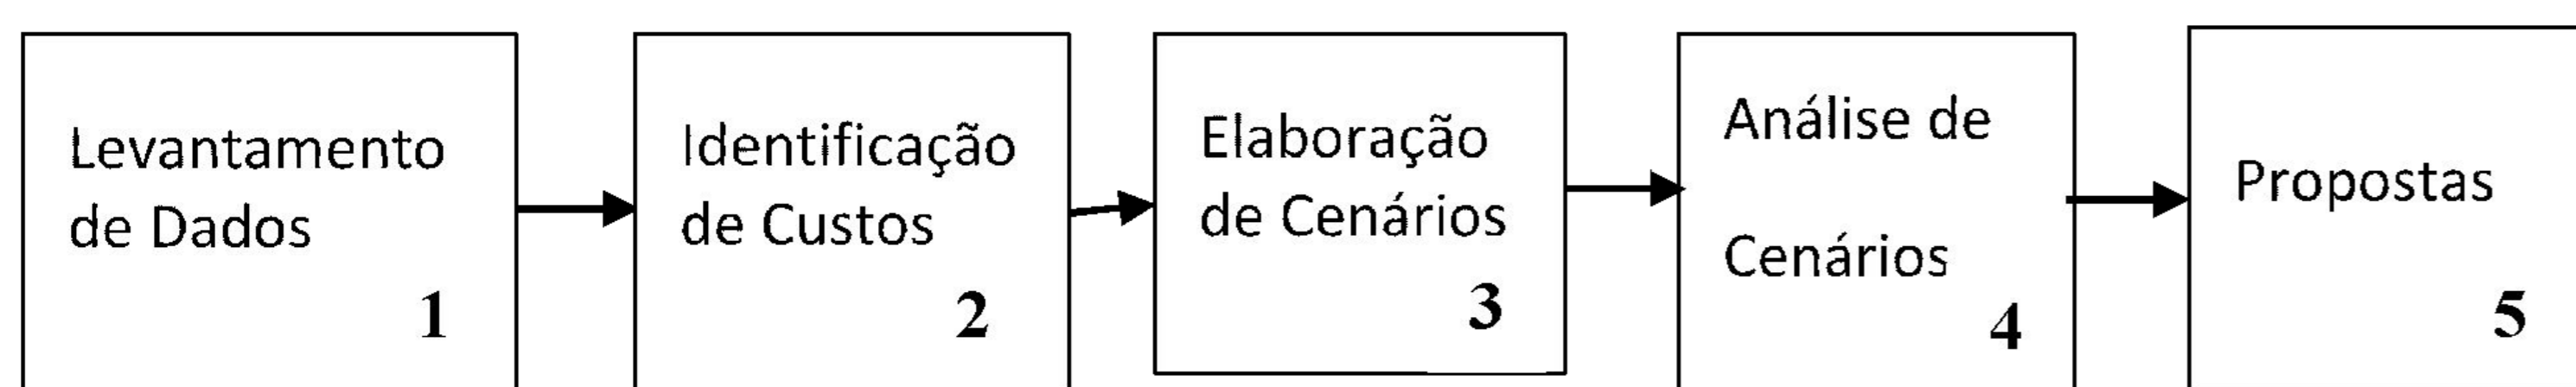 Levantamento
de Dados
1
Identificação
de Custos
2
Elaboração
de Cenários
3
Análise de
Cenários
4
Propostas
5